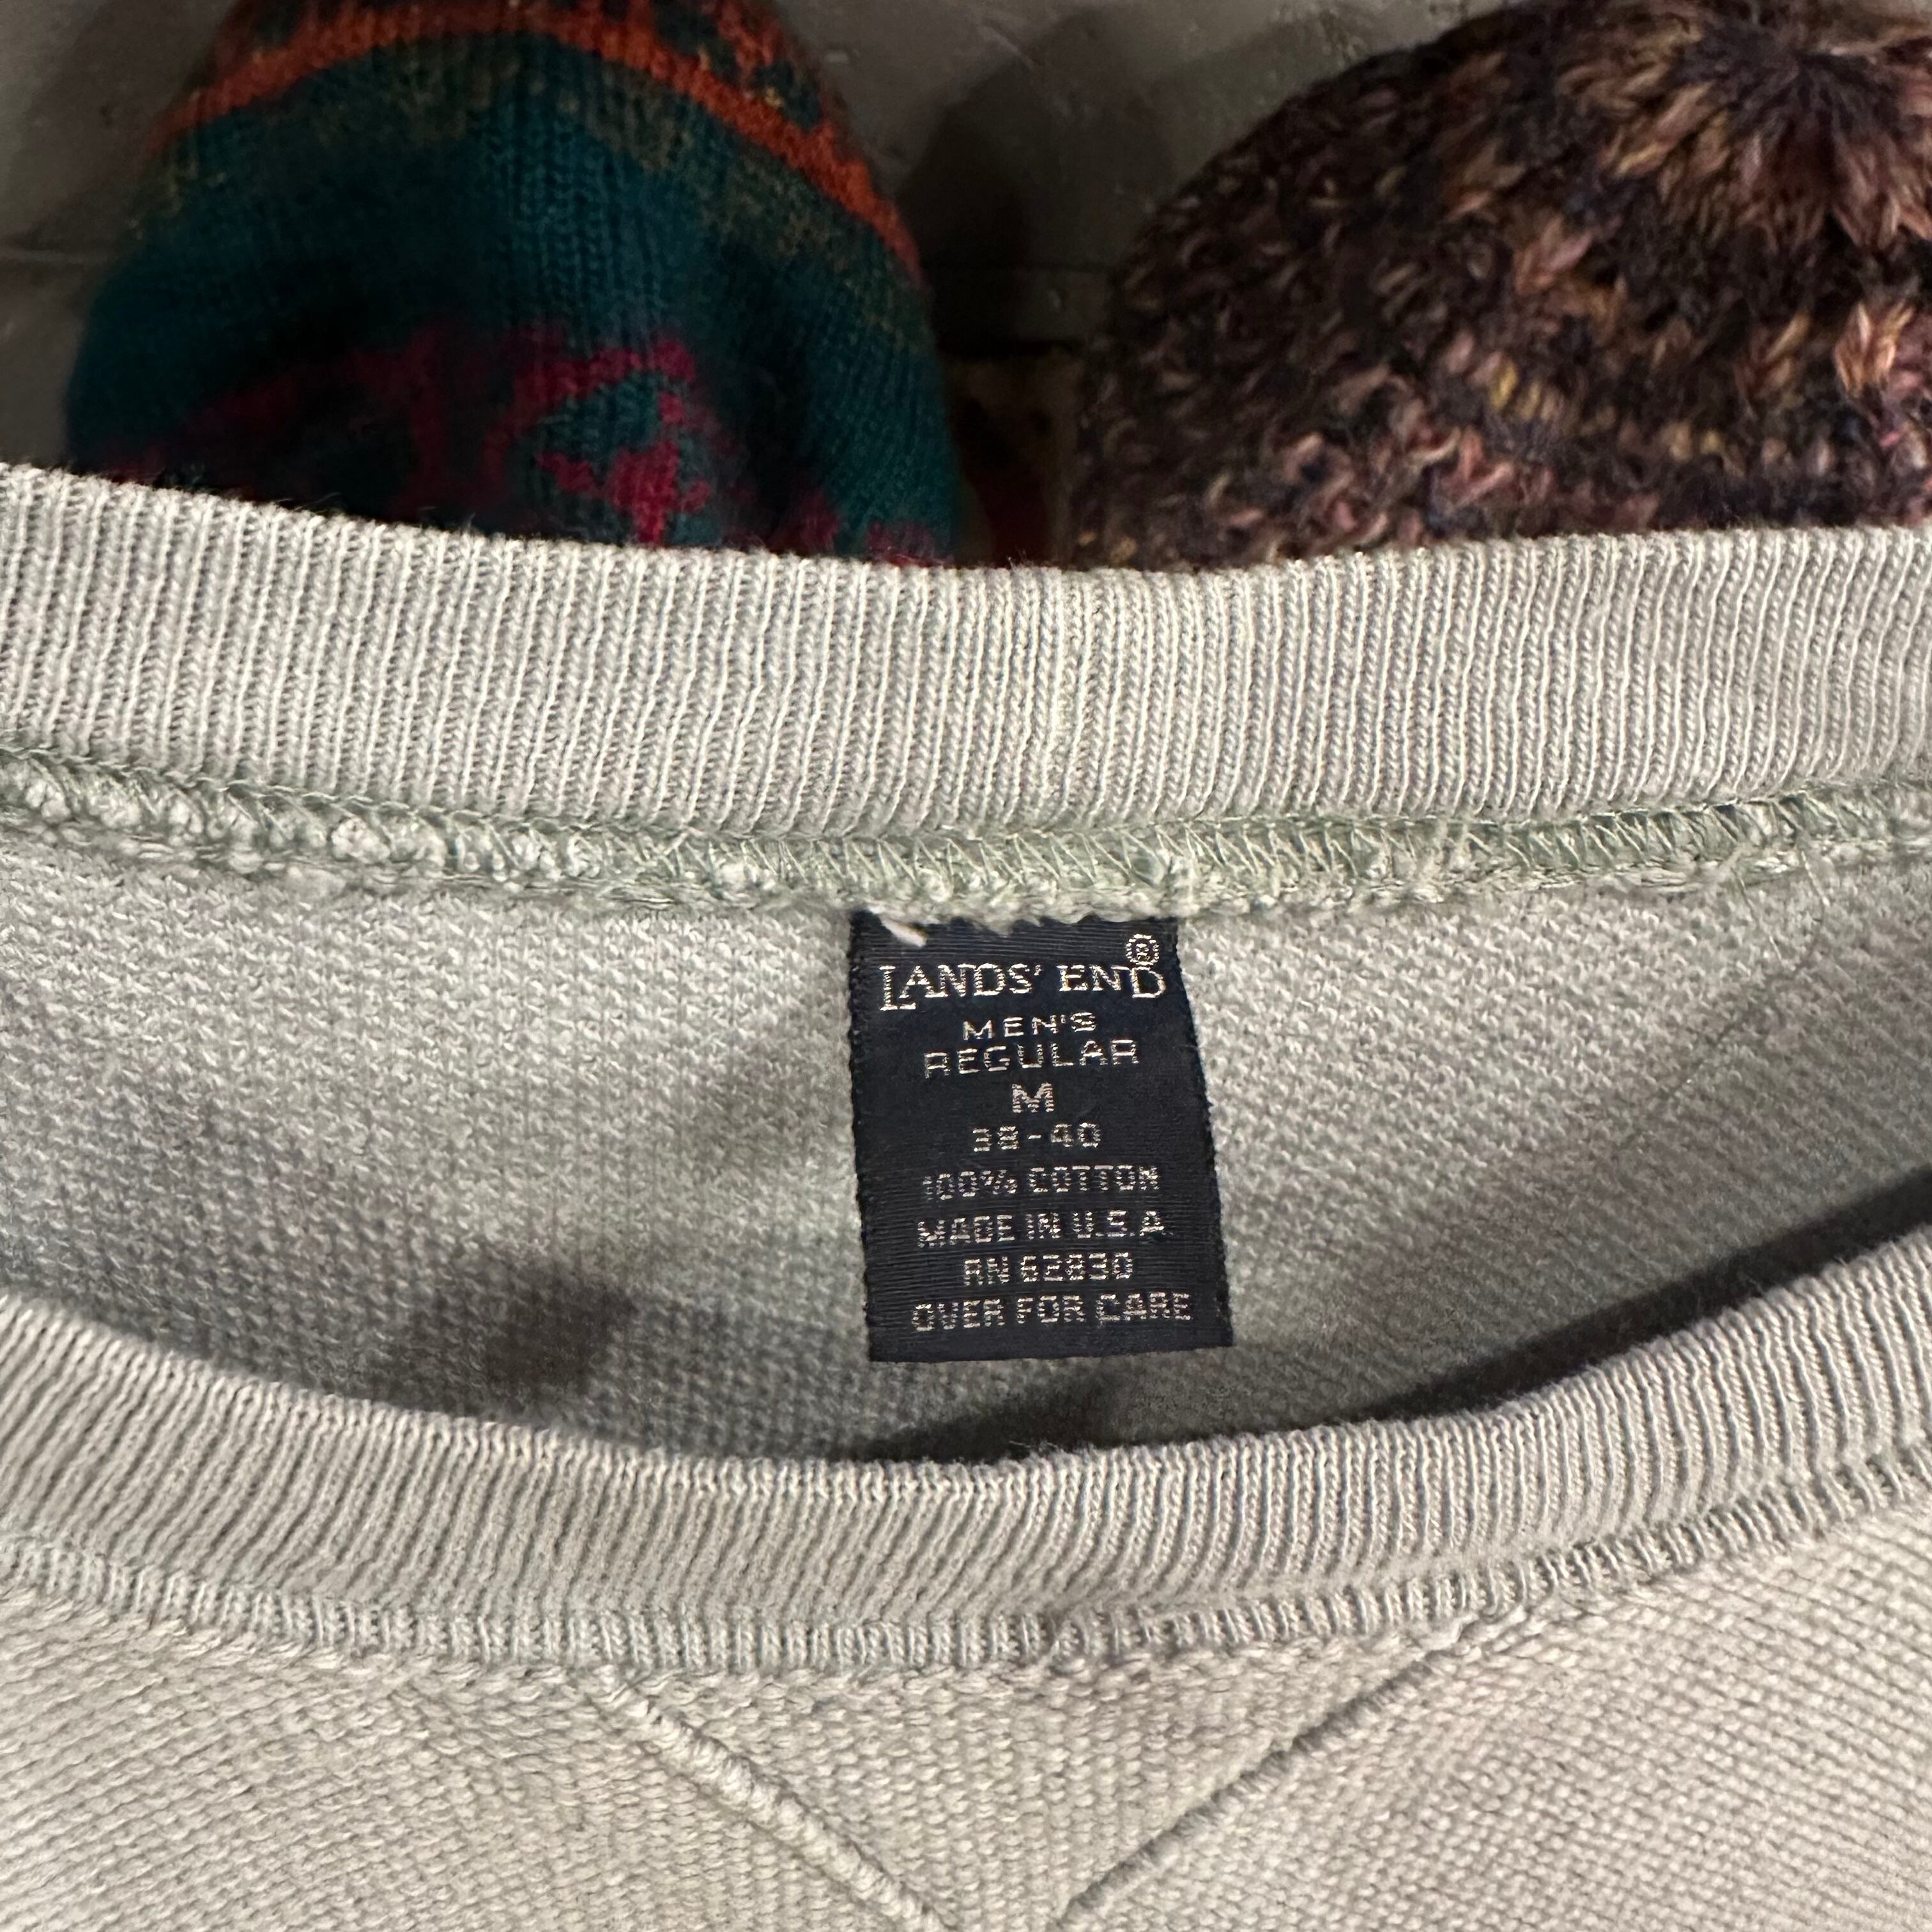 LANDS' END®
MEN'S
REGULAR
M
38-40
100% COTTON
MADE IN U.S.A.
RN 62830
OVER FOR CARE